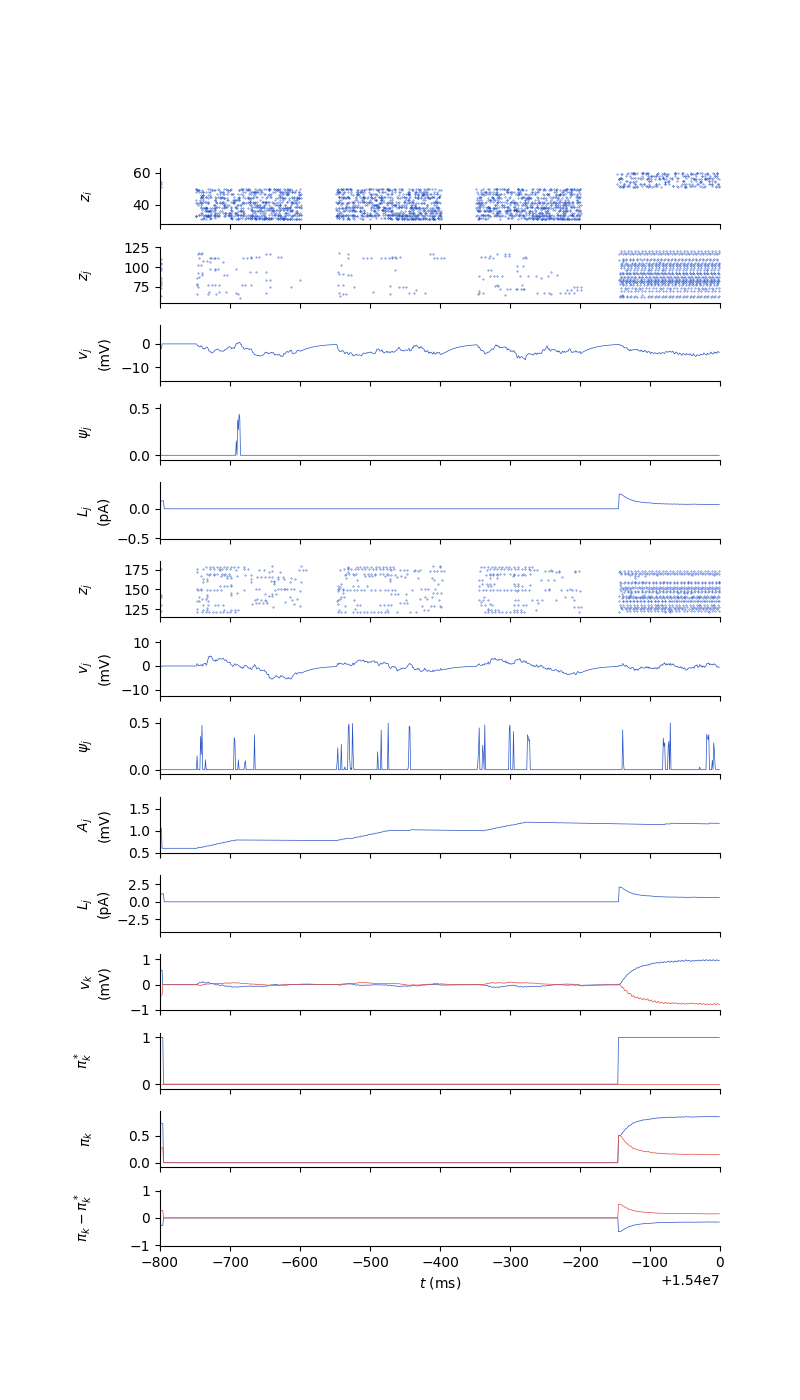 60
40
z_i
125
100
75
z_j
0
−10
v_j
(mV)
0.5
0.0
ψ_j
0.0
−0.5
L_j
(pA)
175
150
125
z_j
10
0
−10
v_j
(mV)
0.5
0.0
ψ_j
1.5
1.0
0.5
A_j
(mV)
2.5
0.0
−2.5
L_j
(pA)
1
0
−1
v_k
(mV)
1
0
π_k^*
0.5
0.0
π_k
1
0
−1
π_k − π_k^*
−800 −700 −600 −500 −400 −300 −200 −100 0
t (ms)
+1.54e7